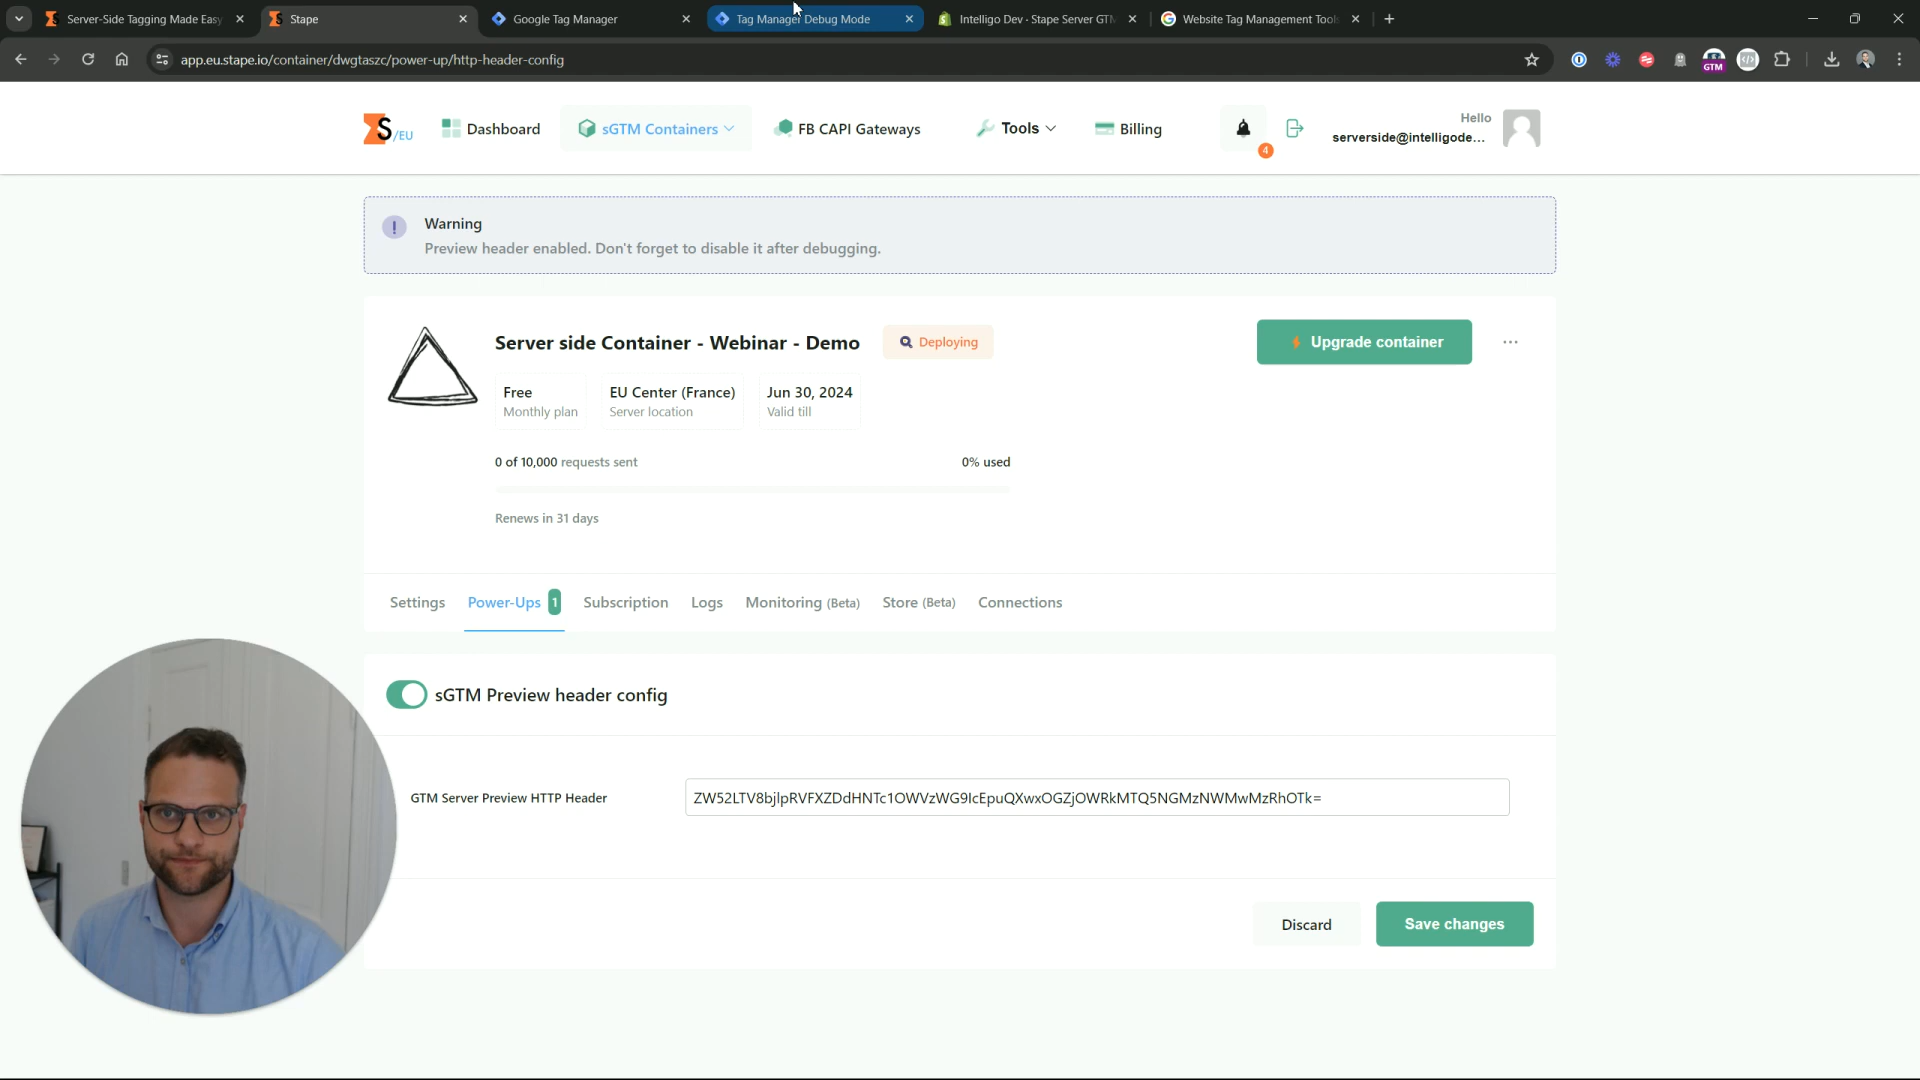 Server-Side Tagging Made Easy
Stape
Google Tag Manager
Tag Manager Debug Mode
Intelligo Dev - Stape Server GTM
Website Tag Management Tool
app.eu.stape.io/container/dwgtaszc/power-up/http-header-config
GTM
S/EU
Dashboard
sGTM Containers
FB CAPI Gateways
Tools
Billing
4
Hello
serverside@intelligode...
Warning
Preview header enabled. Don't forget to disable it after debugging.
Server side Container - Webinar - Demo
Deploying
Upgrade container
Free
Monthly plan
EU Center (France)
Server location
Jun 30, 2024
Valid till
0 of 10,000 requests sent
0% used
Renews in 31 days
Settings
Power-Ups 1
Subscription
Logs
Monitoring (Beta)
Store (Beta)
Connections
sGTM Preview header config
GTM Server Preview HTTP Header
ZW52LTV8bjlpRVFXZDdHNTc1OWVzWG9IcEpuQXwxOGZjOWRkMTQ5NGMzNWMwMzRhOTk=
Discard
Save changes